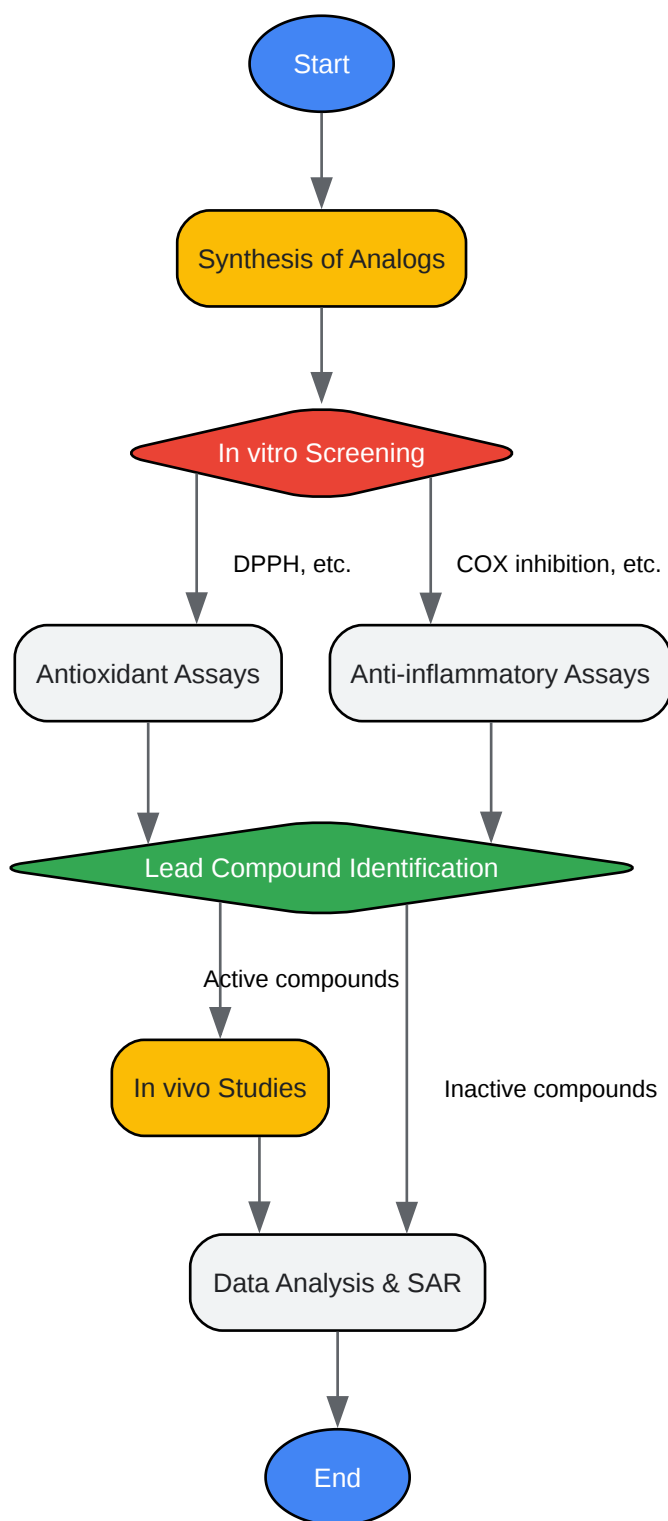 Start
Synthesis of Analogs
In vitro Screening
DPPH, etc.
COX inhibition, etc.
Antioxidant Assays
Anti-inflammatory Assays
Lead Compound Identification
Active compounds
In vivo Studies
Inactive compounds
Data Analysis & SAR
End